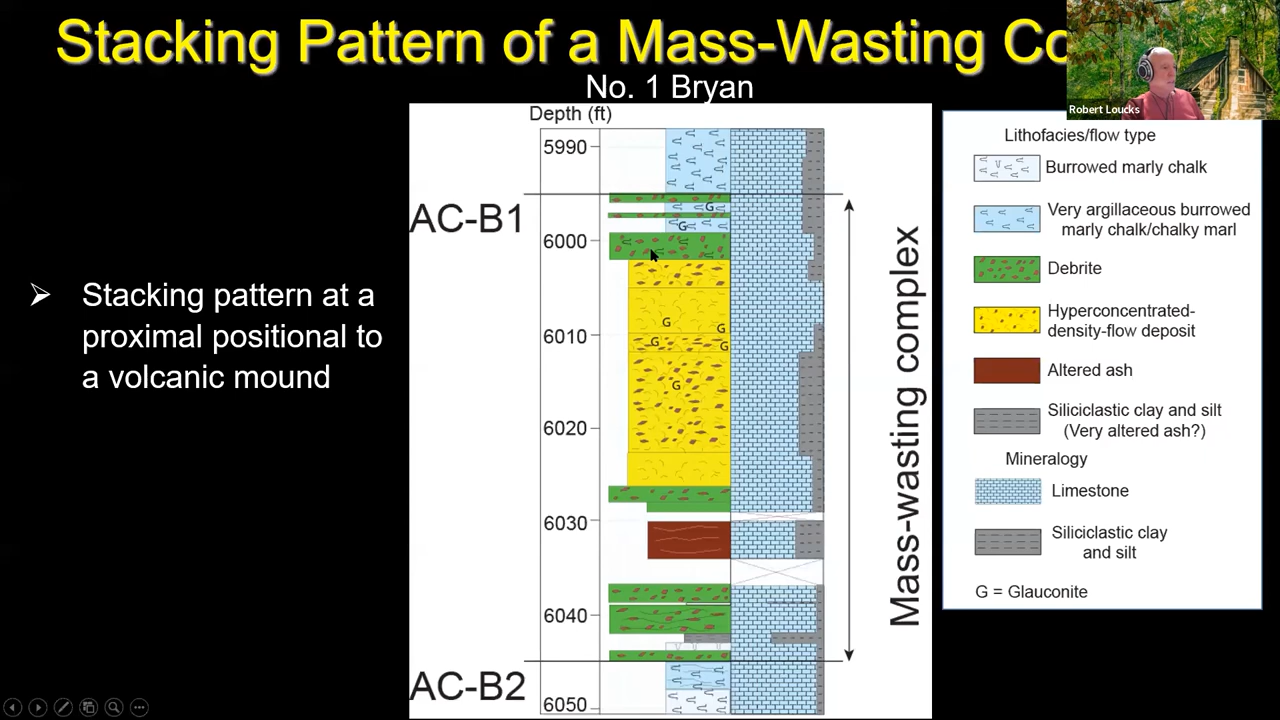 Stacking Pattern of a Mass-Wasting Co
No. 1 Bryan
Robert Loucks
Stacking pattern at a
proximal positional to
a volcanic mound
Depth (ft)
5990
AC-B1
6000
6010
6020
6030
6040
AC-B2
6050
G
G
G
G
G
G
G
Mass-wasting complex
Lithofacies/flow type
Burrowed marly chalk
Very argillaceous burrowed
marly chalk/chalky marl
Debrite
Hyperconcentrated-
density-flow deposit
Altered ash
Siliciclastic clay and silt
(Very altered ash?)
Mineralogy
Limestone
Siliciclastic clay
and silt
G = Glauconite